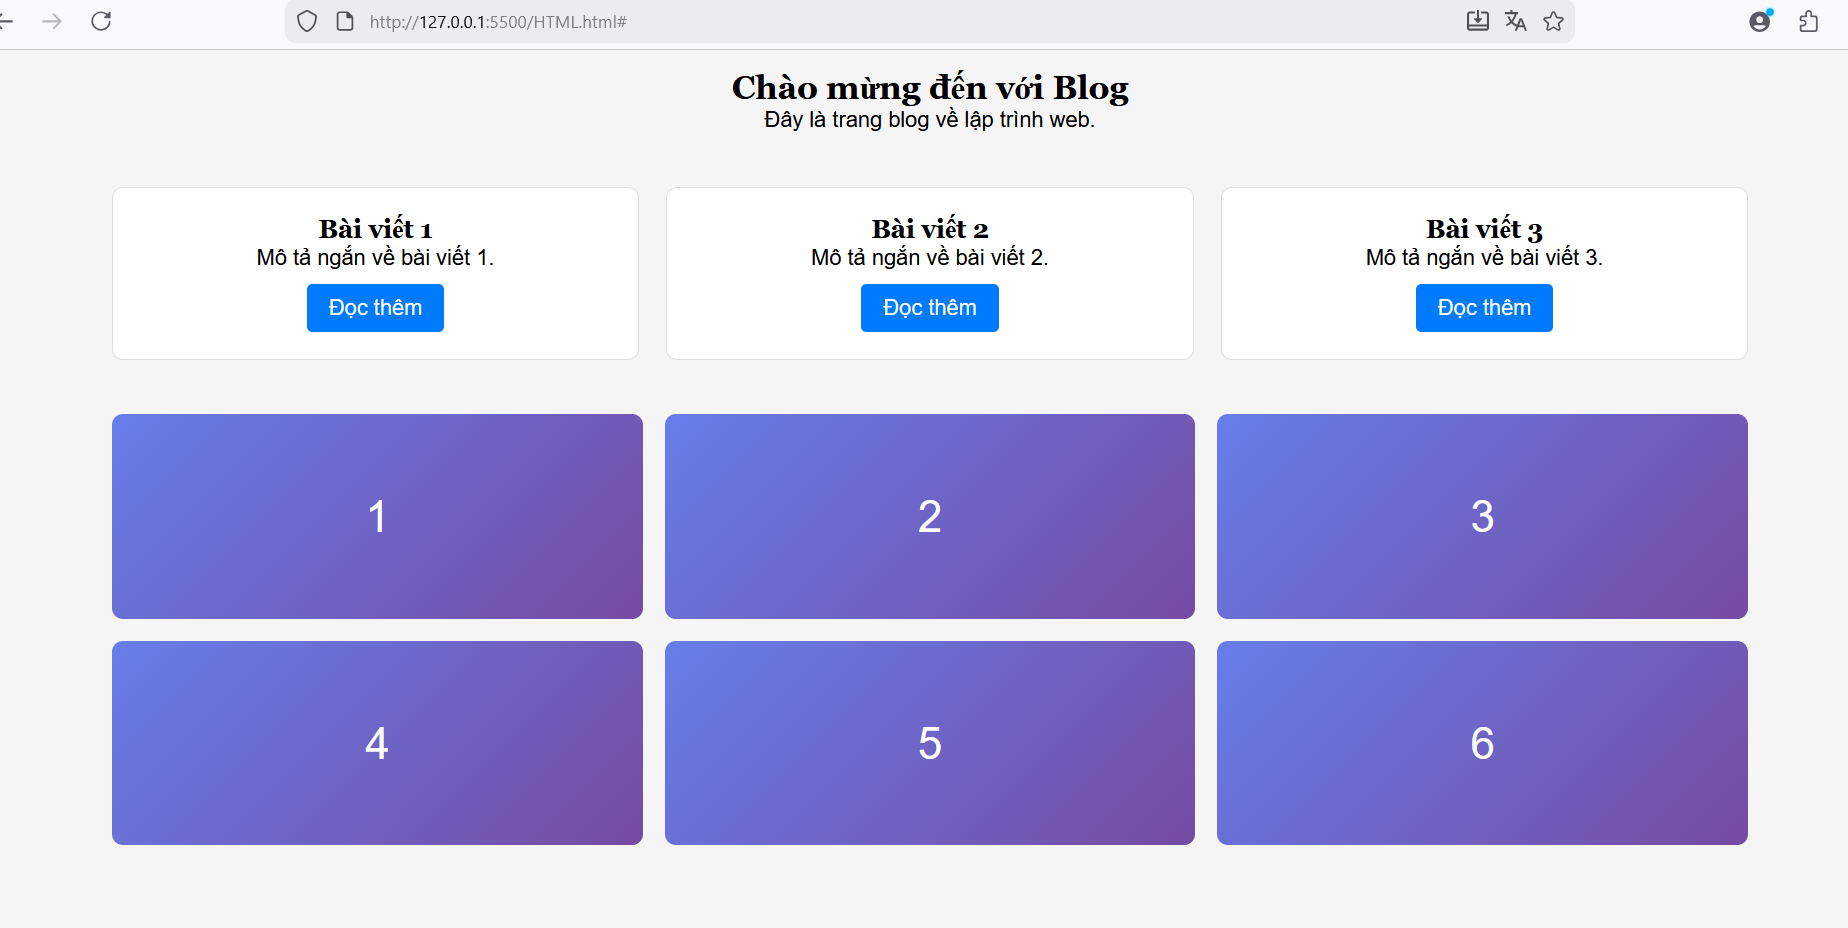 http://127.0.0.1:5500/HTML.html#
Chào mừng đến với Blog
Đây là trang blog về lập trình web.
Bài viết 1
Mô tả ngắn về bài viết 1.
Đọc thêm
Bài viết 2
Mô tả ngắn về bài viết 2.
Đọc thêm
Bài viết 3
Mô tả ngắn về bài viết 3.
Đọc thêm
1
2
3
4
5
6